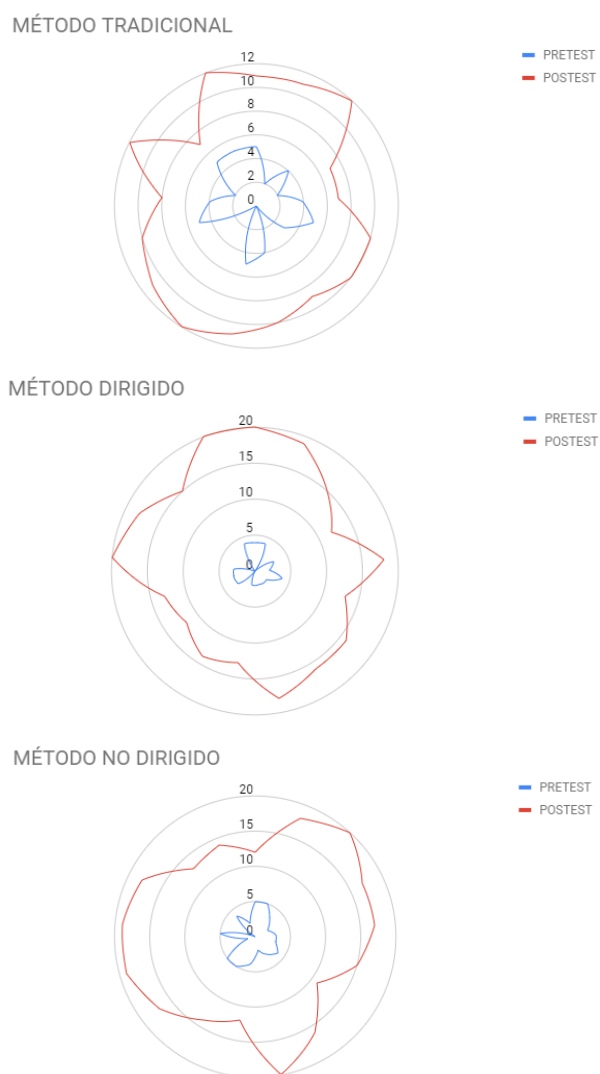 MÉTODO TRADICIONAL
PRETEST
POSTEST
12
10
8
6
4
2
0
MÉTODO DIRIGIDO
PRETEST
POSTEST
20
15
10
5
0
MÉTODO NO DIRIGIDO
PRETEST
POSTEST
20
15
10
5
0